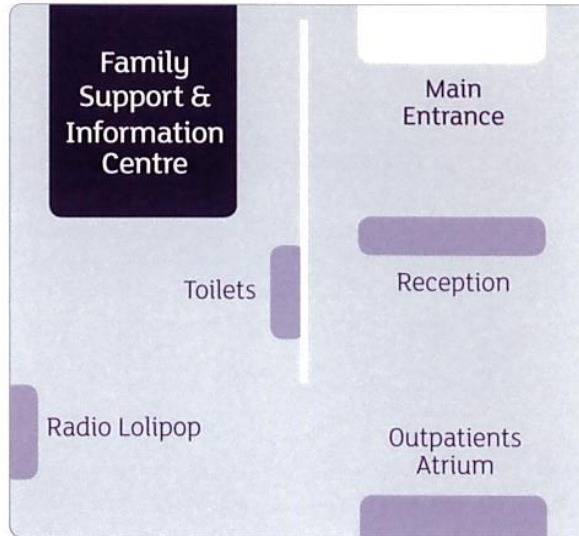 Family
Support &
Information
Centre
Main
Entrance
Toilets
Reception
Radio Lolipop
Outpatients
Atrium